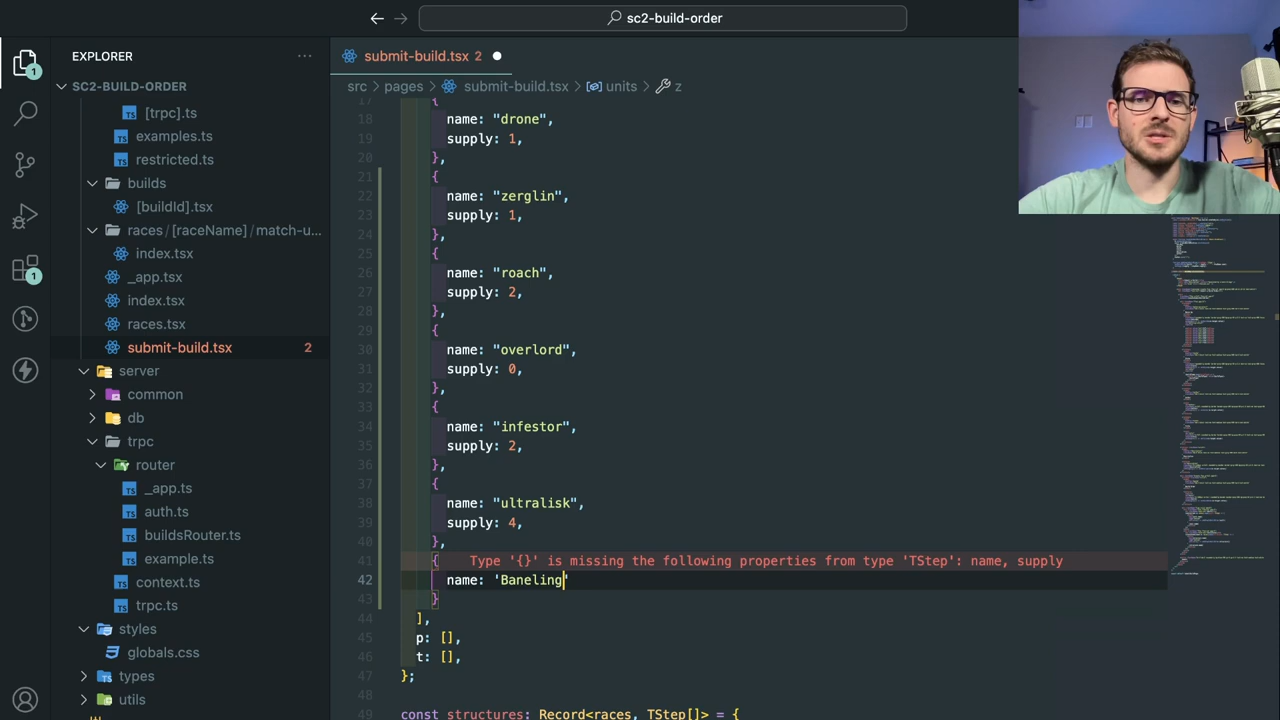 sc2-build-order
EXPLORER
SC2-BUILD-ORDER
[trpc].ts
examples.ts
restricted.ts
builds
[buildId].tsx
races / [raceName] / match-u...
index.tsx
_app.tsx
index.tsx
races.tsx
submit-build.tsx 2
server
common
db
trpc
router
_app.ts
auth.ts
buildsRouter.ts
example.ts
context.ts
trpc.ts
styles
globals.css
types
utils
1
1
submit-build.tsx 2
src > pages > submit-build.tsx > units > z
17 {
18 name: "drone",
19 supply: 1,
20 },
21 {
22 name: "zerglin",
23 supply: 1,
24 },
25 {
26 name: "roach",
27 supply: 2,
28 },
29 {
30 name: "overlord",
31 supply: 0,
32 },
33 {
34 name: "infestor",
35 supply: 2,
36 },
37 {
38 name: "ultralisk",
39 supply: 4,
40 },
41 { Type '{}' is missing the following properties from type 'TStep': name, supply
42 name: 'Baneling'
43 }
44 ],
45 p: [],
46 t: [],
47 };
48
49 const structures: Record<races, TStep[]> = {